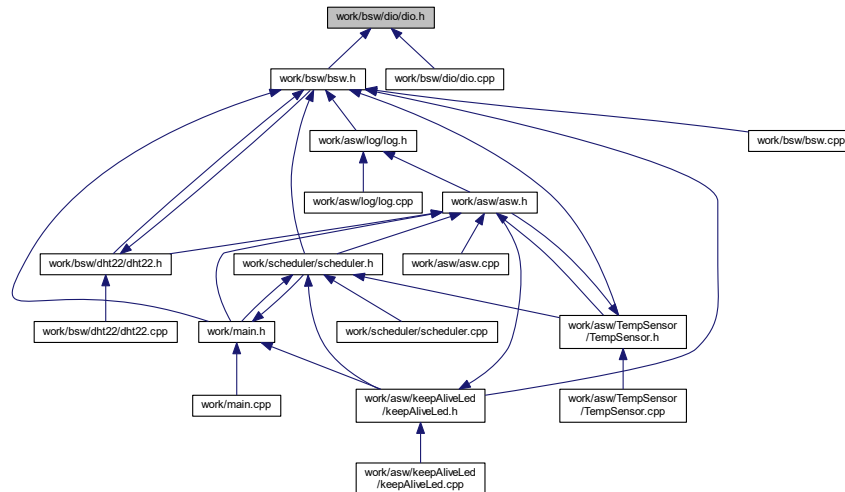 work/bsw/dio/dio.h
work/bsw/bsw.h
work/bsw/dio/dio.cpp
work/asw/log/log.h
work/bsw/bsw.cpp
work/asw/log/log.cpp
work/asw/asw.h
work/bsw/dht22/dht22.h
work/scheduler/scheduler.h
work/asw/asw.cpp
work/bsw/dht22/dht22.cpp
work/main.h
work/scheduler/scheduler.cpp
work/asw/TempSensor
/TempSensor.h
work/main.cpp
work/asw/keepAliveLed
/keepAliveLed.h
work/asw/TempSensor
/TempSensor.cpp
work/asw/keepAliveLed
/keepAliveLed.cpp